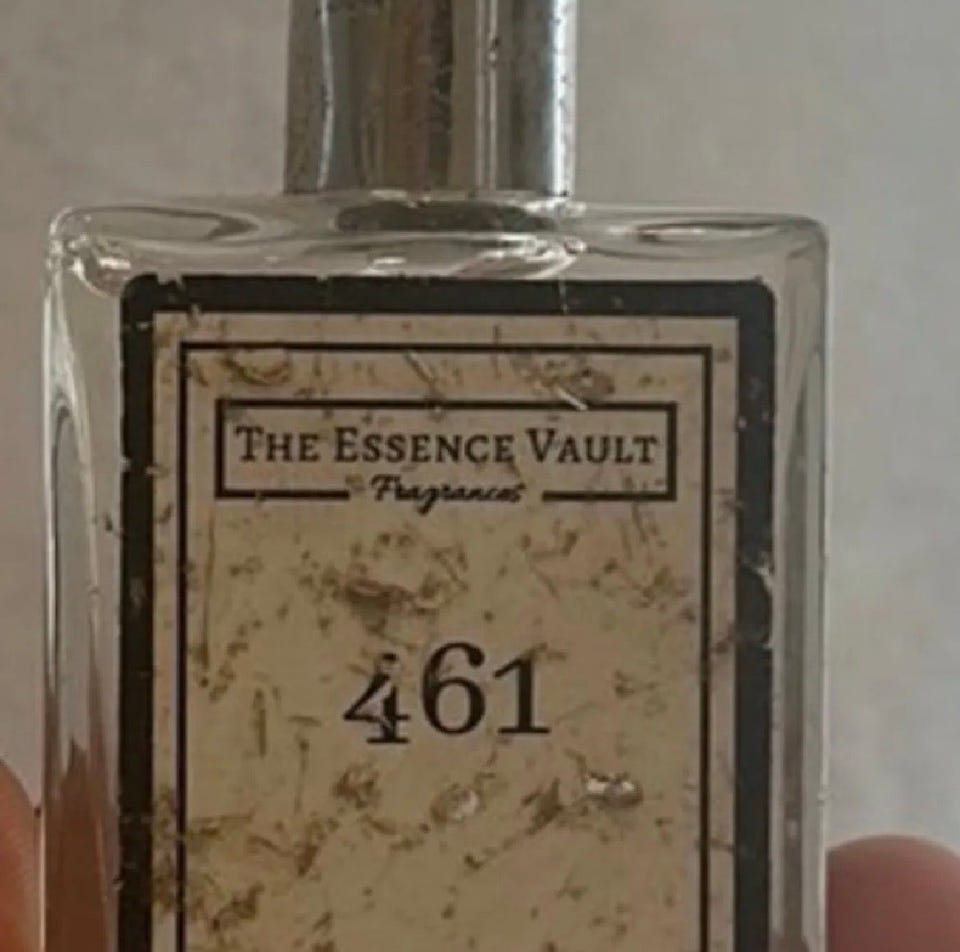 THE ESSENCE VAULT
Fragrances
461